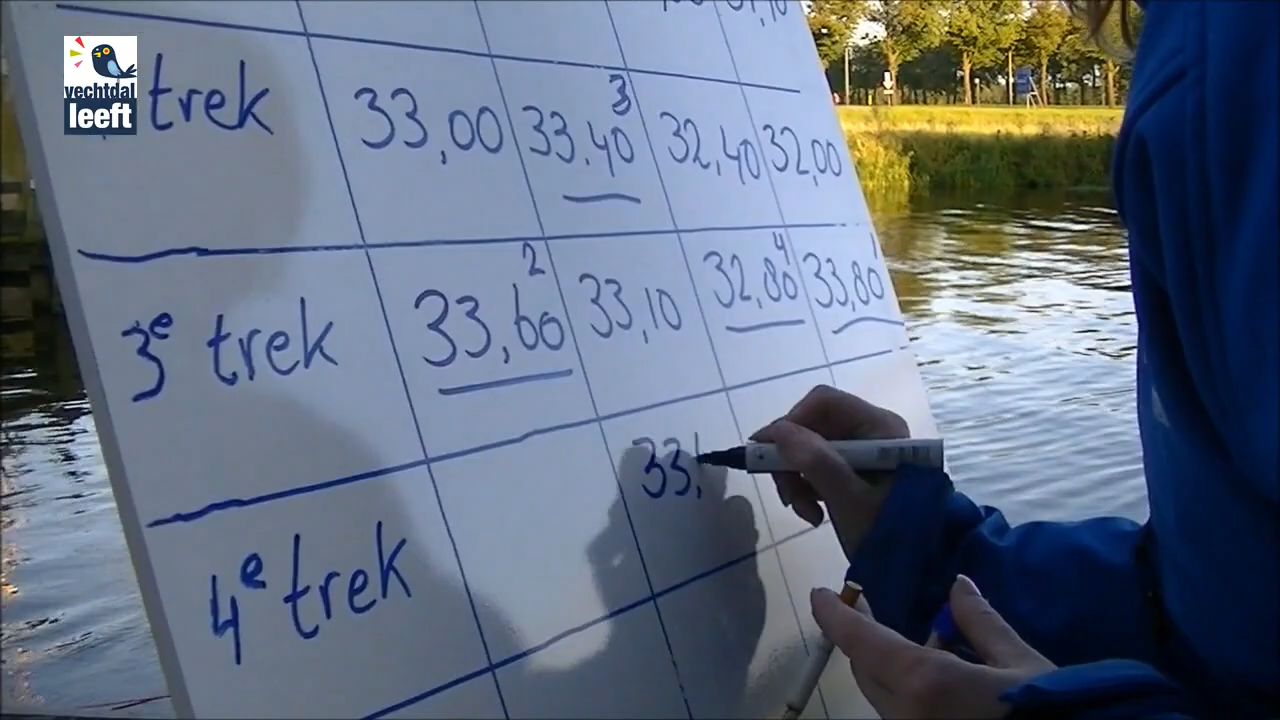 vechtdal
leeft
trek 33,00 33.40 3 32,40 32,00
3e trek 33,60 2 33,10 32,80 4 33,80 1
33,
4e trek